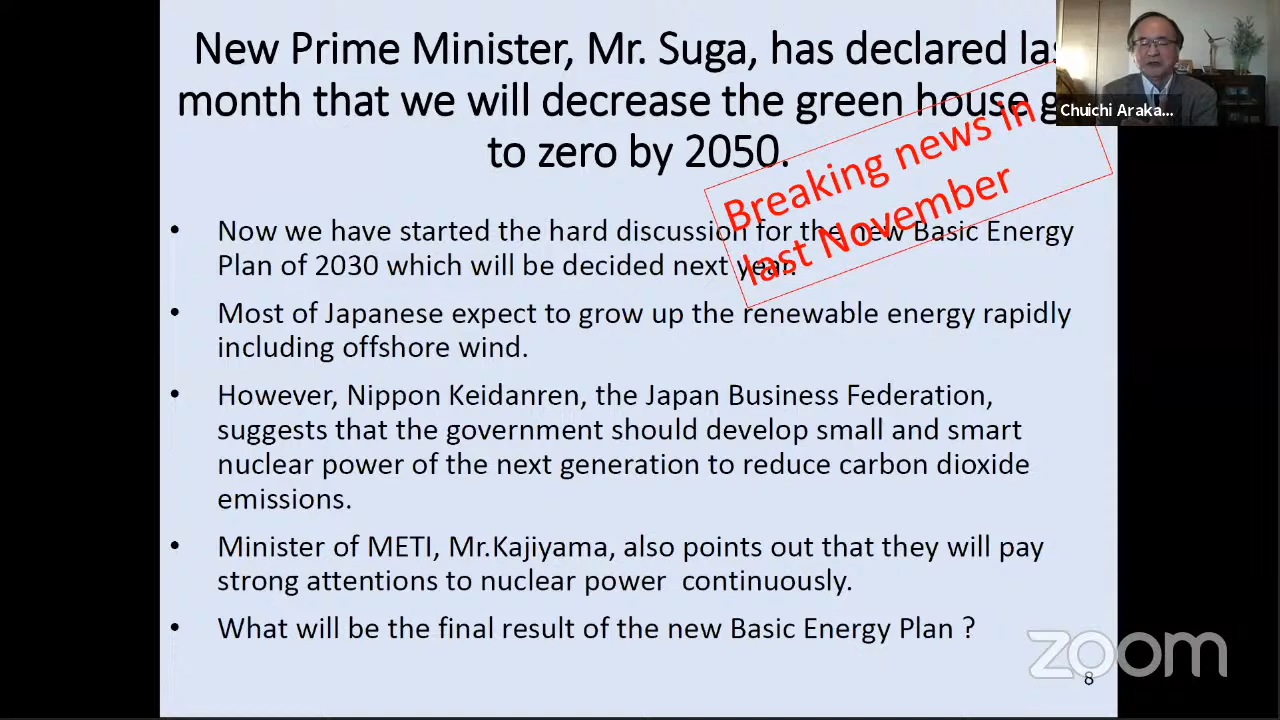 New Prime Minister, Mr. Suga, has declared
month that we will decrease the green house
to zero by 2050.
Breaking news in
last November
• Now we have started the hard discussion for the new Basic Energy
Plan of 2030 which will be decided next year.
• Most of Japanese expect to grow up the renewable energy rapidly
including offshore wind.
• However, Nippon Keidanren, the Japan Business Federation,
suggests that the government should develop small and smart
nuclear power of the next generation to reduce carbon dioxide
emissions.
• Minister of METI, Mr.Kajiyama, also points out that they will pay
strong attentions to nuclear power continuously.
• What will be the final result of the new Basic Energy Plan ?
8
Chuichi Araka...
zoom